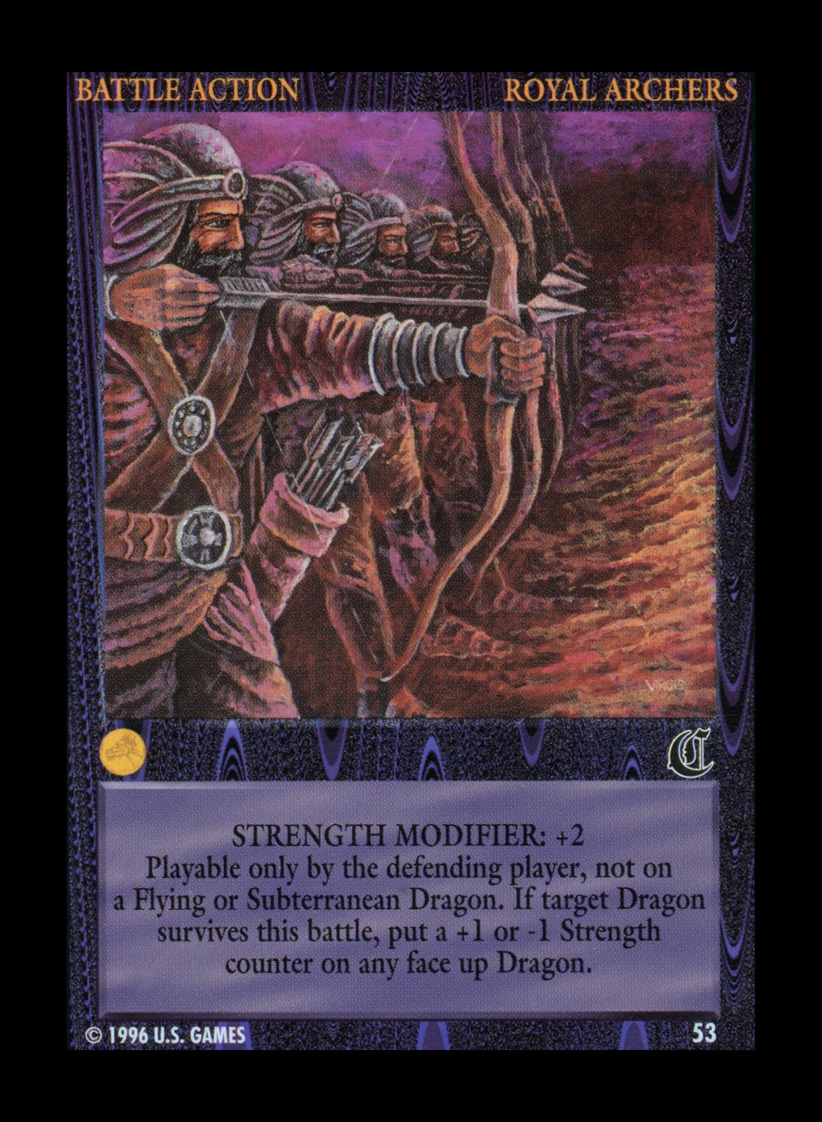 BATTLE ACTION
ROYAL ARCHERS
VIRGIS
C
STRENGTH MODIFIER: +2
Playable only by the defending player, not on
a Flying or Subterranean Dragon. If target Dragon
survives this battle, put a +1 or -1 Strength
counter on any face up Dragon.
© 1996 U.S. GAMES
53